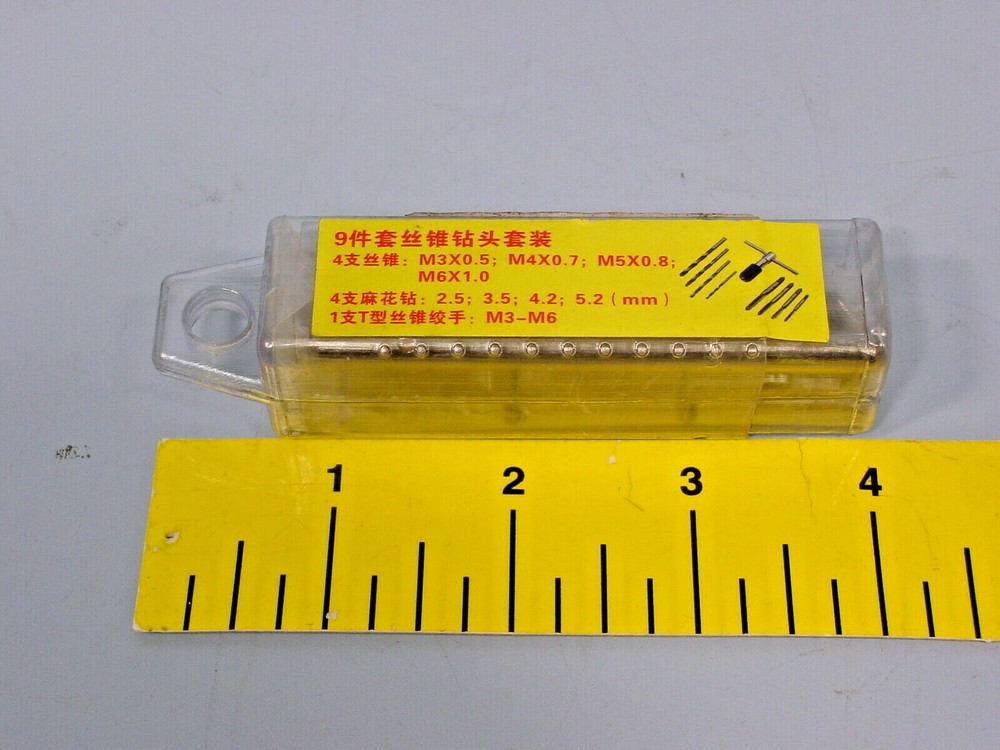 9件套丝锥钻头套装
4支丝锥：M3X0.5；M4X0.7；M5X0.8；
M6X1.0
4支麻花钻：2.5；3.5；4.2；5.2（mm）
1支T型丝锥绞手：M3-M6
1 2 3 4